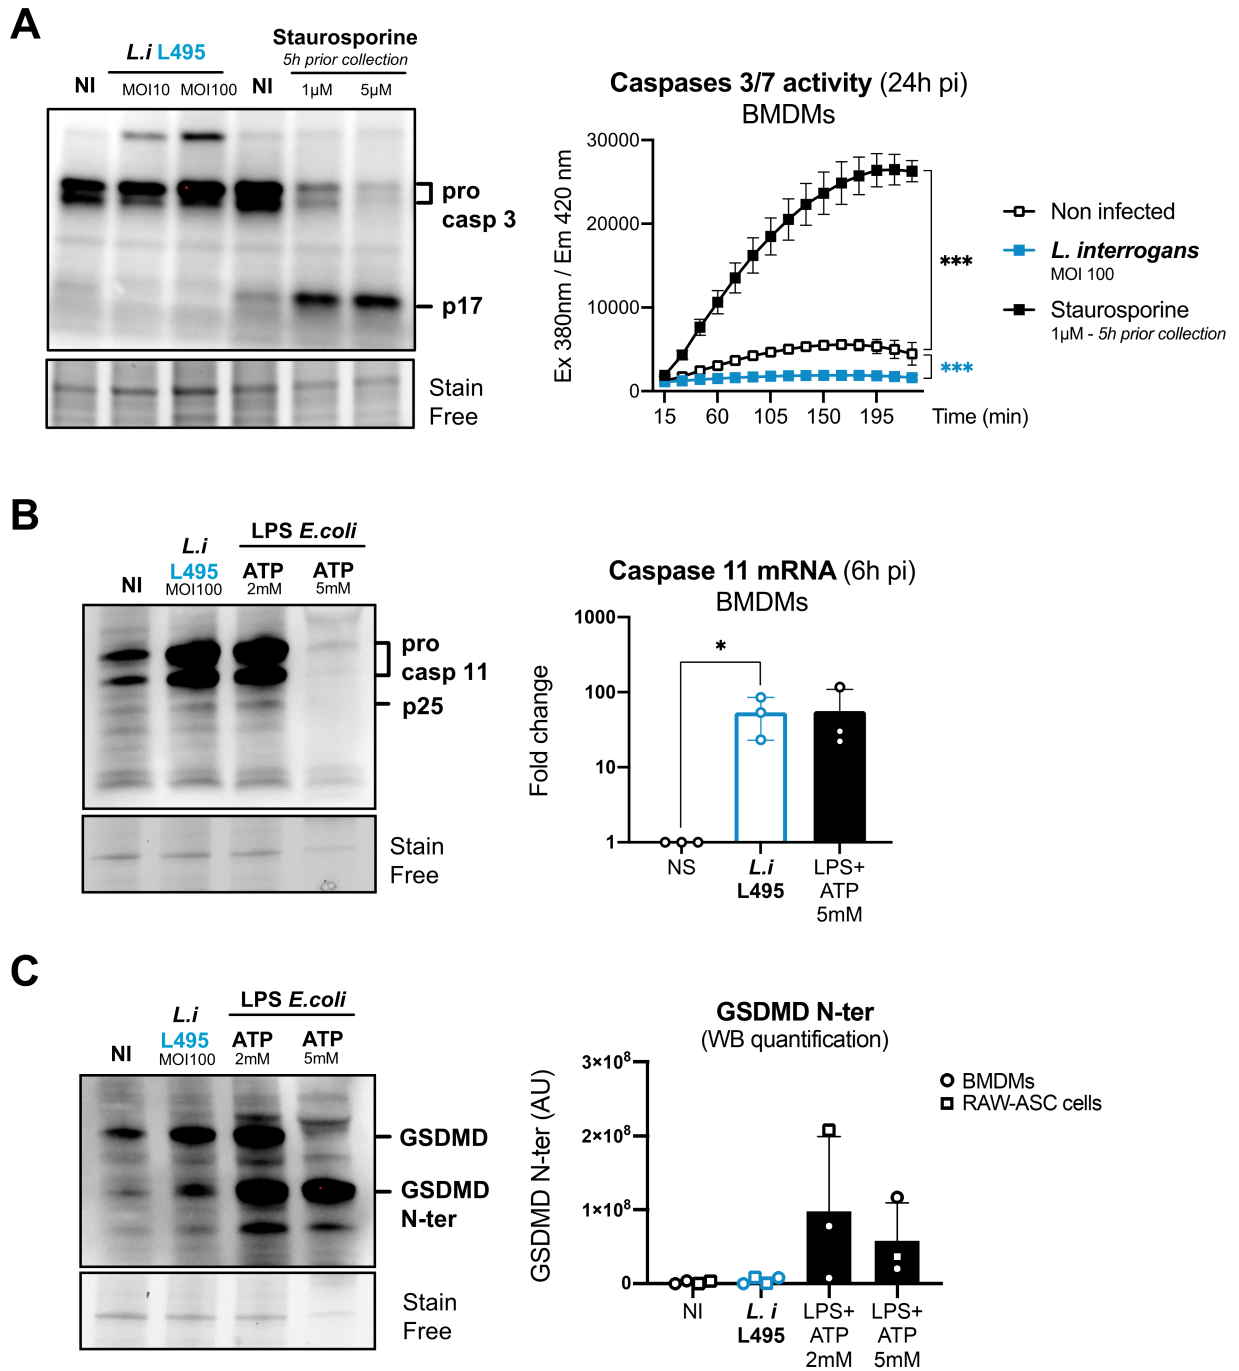 A
L.i L495
Staurosporine
5h prior collection
NI MOI10 MOI100 NI 1µM 5µM
pro
casp 3
p17
Stain
Free
Caspases 3/7 activity (24h pi)
BMDMs
Ex 380nm / Em 420 nm
30000
20000
10000
0
15 60 105 150 195 Time (min)
***
***
Non infected
L. interrogans
MOI 100
Staurosporine
1µM - 5h prior collection
B
LPS E.coli
L.i
NI L495 ATP ATP
MOI100 2mM 5mM
pro
casp 11
p25
Stain
Free
Caspase 11 mRNA (6h pi)
BMDMs
Fold change
1000
100
10
1
*
NS L.i LPS+
L495 ATP
5mM
C
LPS E.coli
L.i
NI L495 ATP ATP
MOI100 2mM 5mM
GSDMD
GSDMD
N-ter
Stain
Free
GSDMD N-ter
(WB quantification)
GSDMD N-ter (AU)
3×10⁸
2×10⁸
1×10⁸
0
BMDMs
RAW-ASC cells
NI L. i LPS+ LPS+
L495 ATP ATP
2mM 5mM